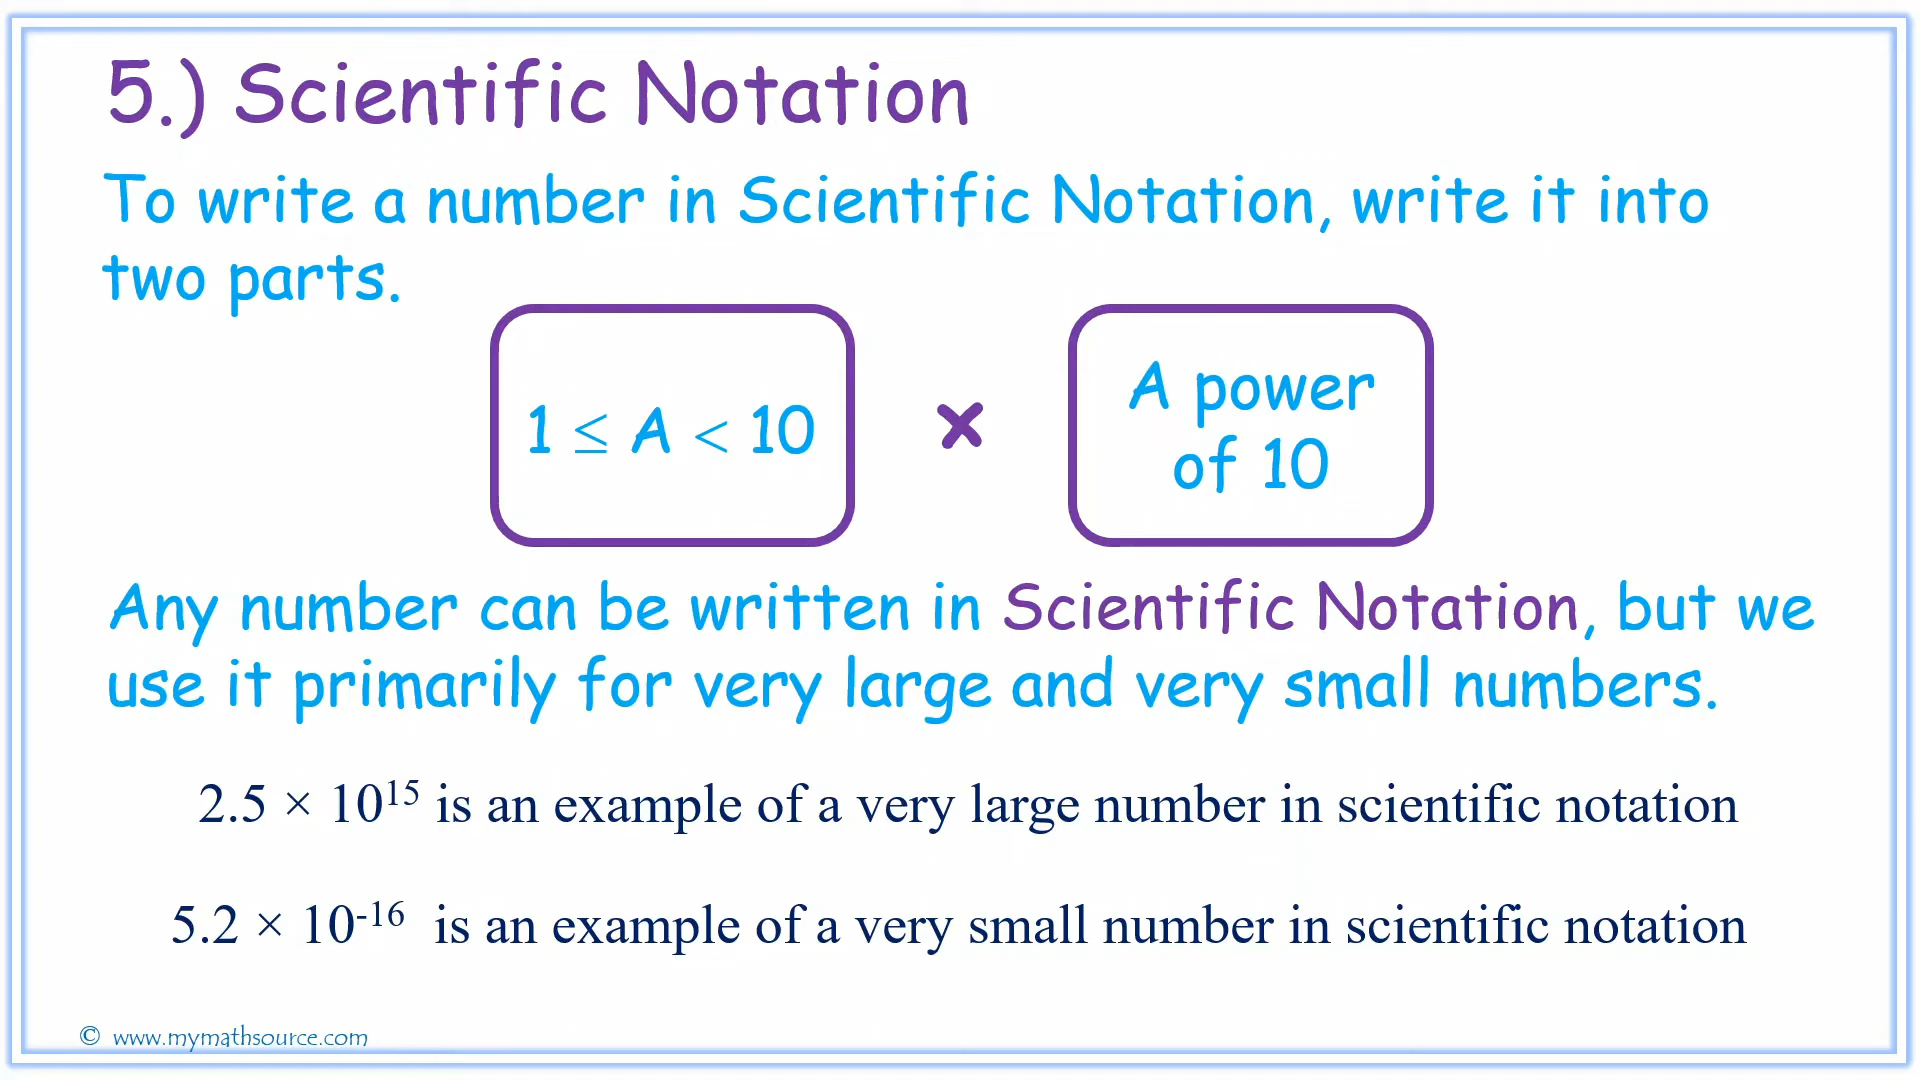 5.) Scientific Notation
To write a number in Scientific Notation, write it into
two parts.
1 ≤ A < 10
×
A power
of 10
Any number can be written in Scientific Notation, but we
use it primarily for very large and very small numbers.
2.5 × 10¹⁵ is an example of a very large number in scientific notation
5.2 × 10⁻¹⁶ is an example of a very small number in scientific notation
© www.mymathsource.com